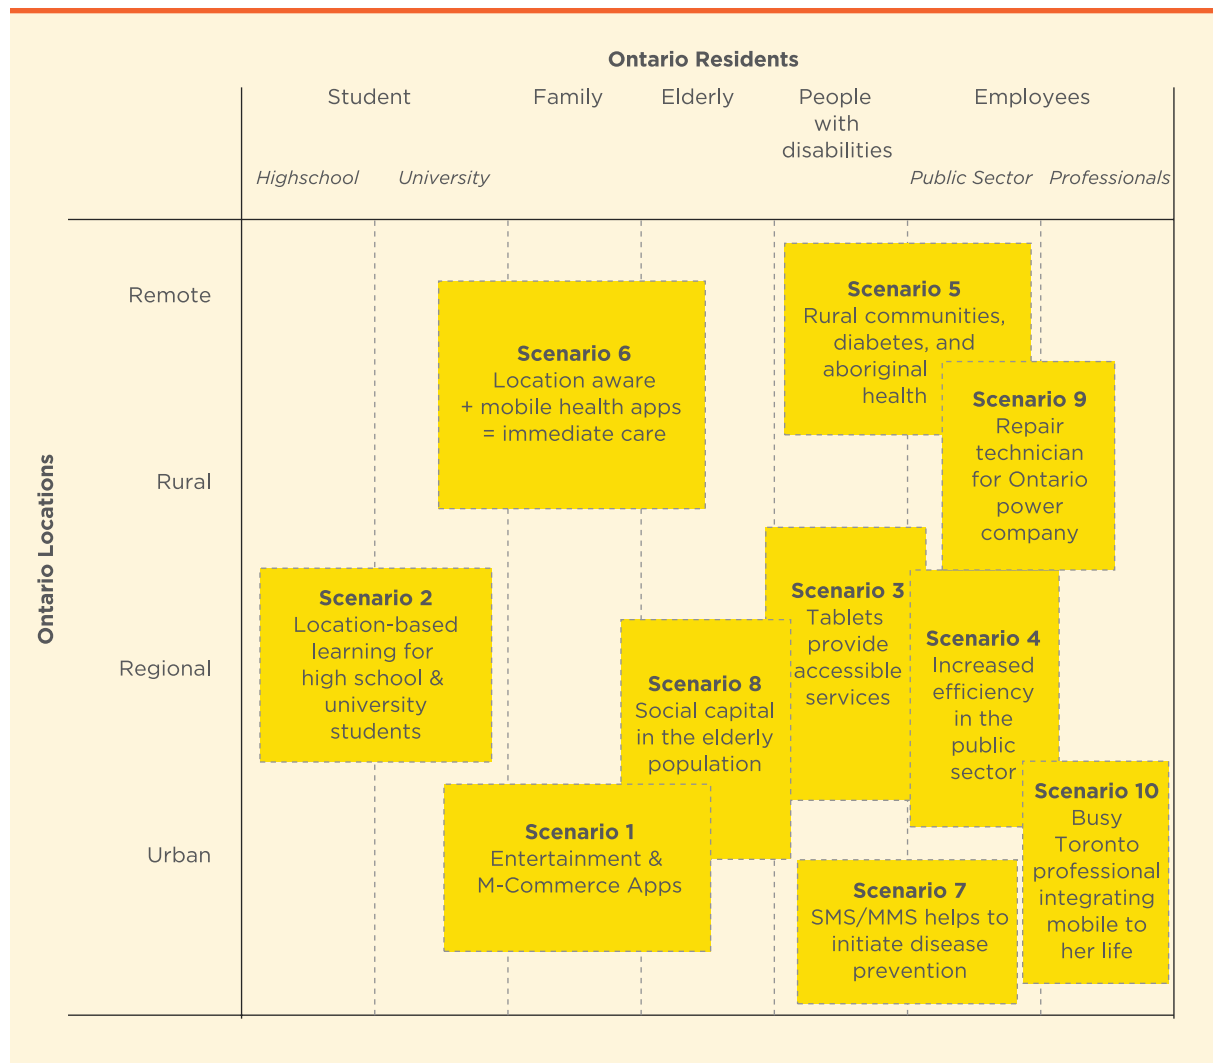 Ontario Residents
Student
Family
Elderly
People
with
disabilities
Employees
Highschool
University
Public Sector
Professionals
Ontario Locations
Remote
Rural
Regional
Urban
Scenario 5
Rural communities,
diabetes, and
aboriginal
health
Scenario 6
Location aware
+ mobile health apps
= immediate care
Scenario 9
Repair
technician
for Ontario
power
company
Scenario 2
Location-based
learning for
high school &
university
students
Scenario 3
Tablets
provide
accessible
services
Scenario 4
Increased
efficiency
in the
public
sector
Scenario 8
Social capital
in the elderly
population
Scenario 1
Entertainment &
M-Commerce Apps
Scenario 10
Busy
Toronto
professional
integrating
mobile to
her life
Scenario 7
SMS/MMS helps to
initiate disease
prevention